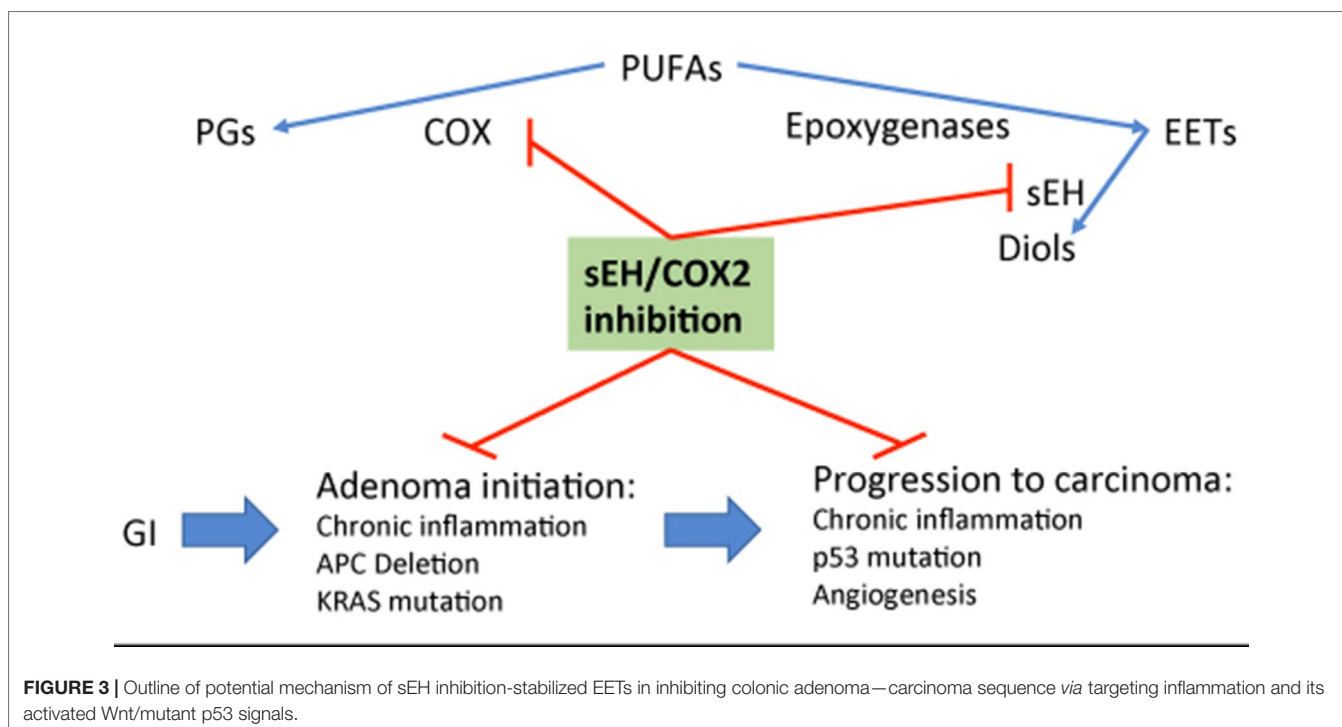 PUFAs
PGs
COX
Epoxygenases
EETs
sEH
Diols
sEH/COX2
inhibition
GI
Adenoma initiation:
Chronic inflammation
APC Deletion
KRAS mutation
Progression to carcinoma:
Chronic inflammation
p53 mutation
Angiogenesis
FIGURE 3 | Outline of potential mechanism of sEH inhibition-stabilized EETs in inhibiting colonic adenoma—carcinoma sequence via targeting inflammation and its
activated Wnt/mutant p53 signals.